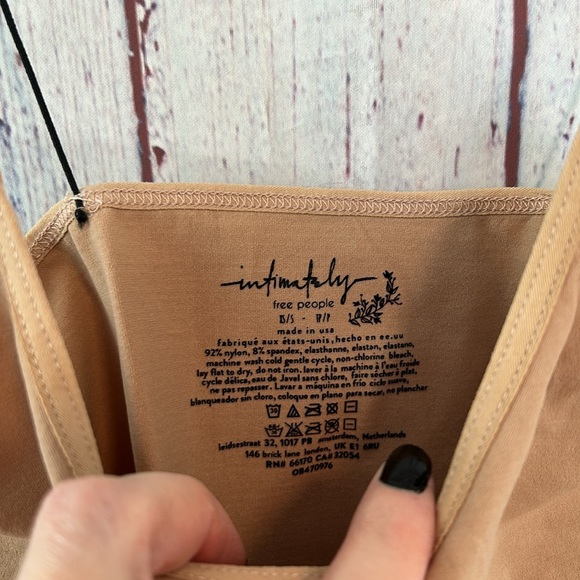 intimately
free people
XS/S - TP/P
made in usa
fabriqué aux états-unis, hecho en ee.uu
92% nylon, 8% spandex, elasthanne, elastan, elastano,
machine wash cold gentle cycle, non-chlorine bleach,
lay flat to dry, do not iron. laver à la machine à l'eau froide
cycle délica, eau de Javel sans chlore, faire sécher à plat,
ne pas repasser. Lavar a máquina en frio ciclo suave,
blanqueador sin cloro, coloque en plano para secar, no planchar
leidsestraat 32, 1017 PB amsterdam, Netherlands
146 brick lane london, UK E1 6RU
RN# 66170 CA#32054
OB470976